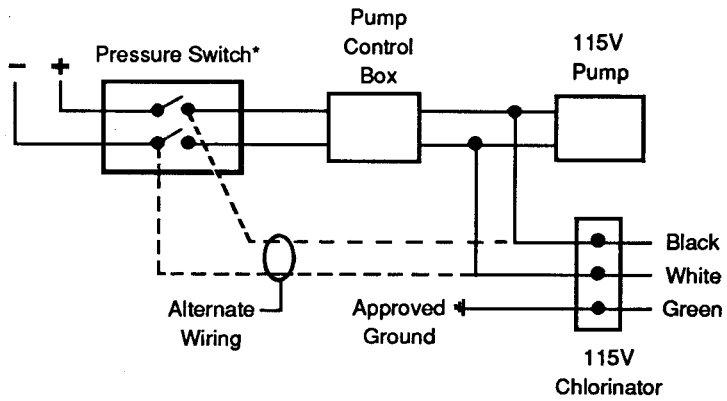 Pump
Control
Box
115V
Pump
Pressure Switch*
− +
Black
White
Green
Alternate
Wiring
Approved
Ground
115V
Chlorinator